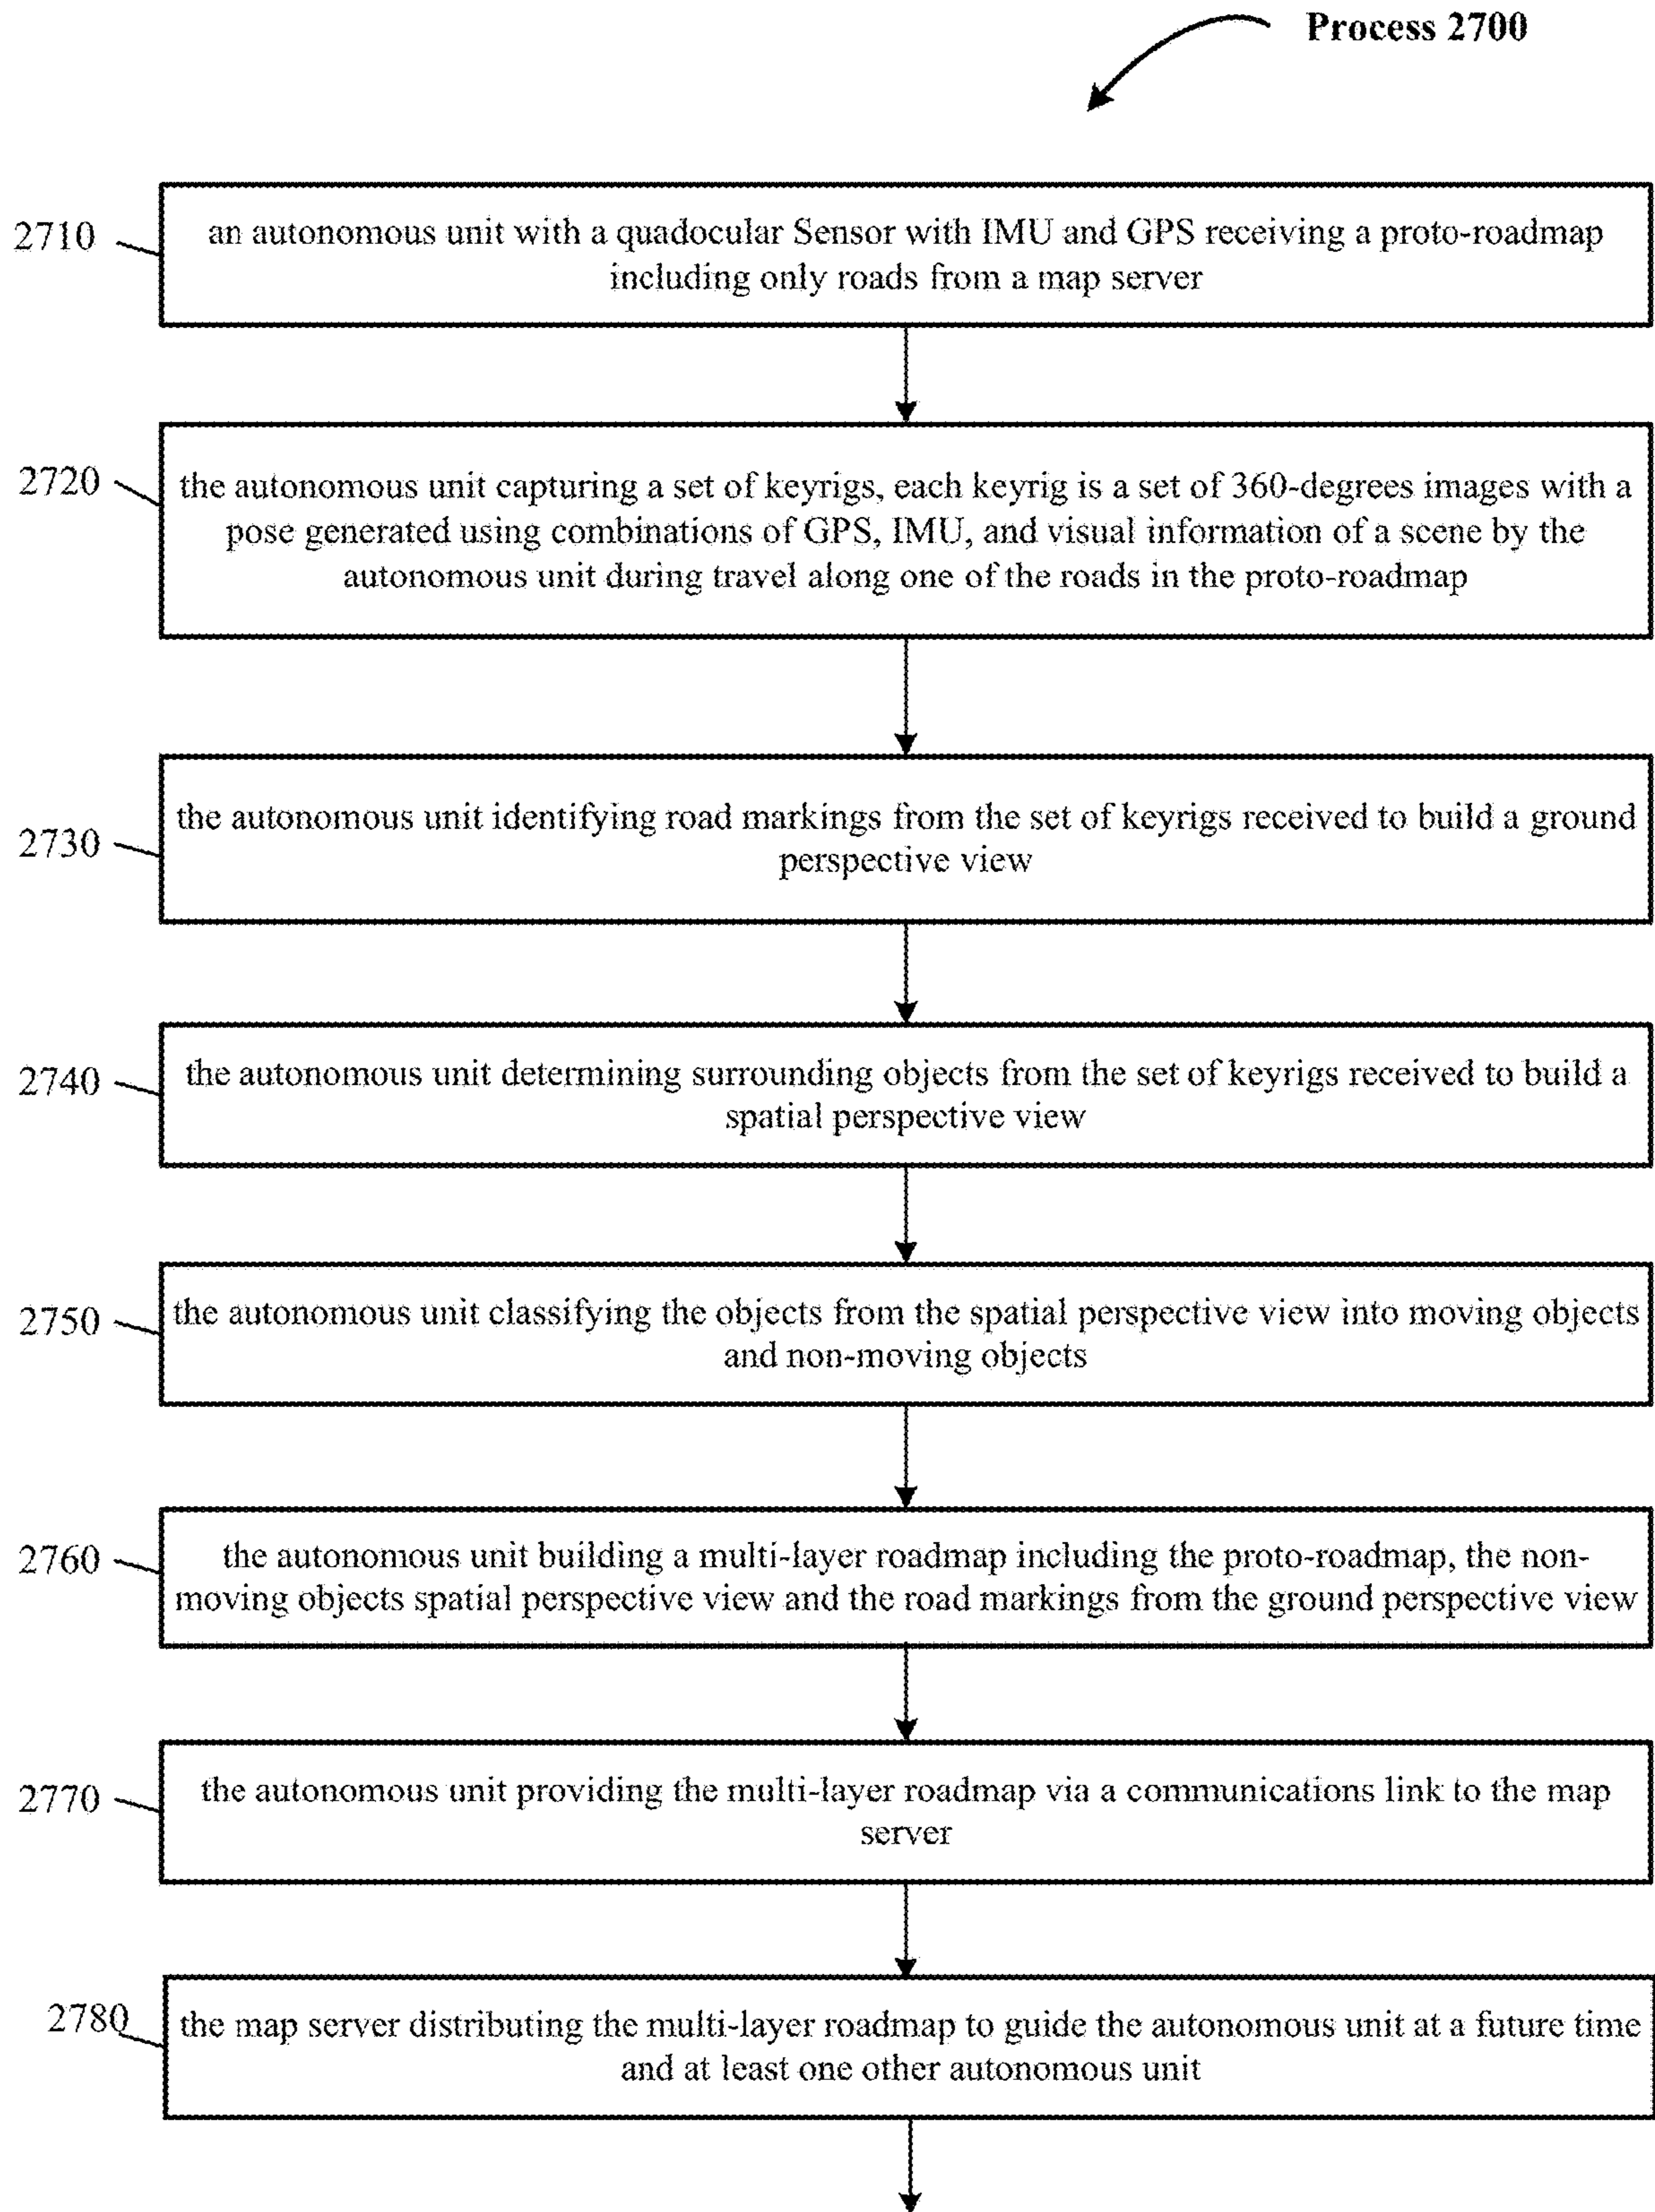 Process 2700
2710
an autonomous unit with a quadocular Sensor with IMU and GPS receiving a proto-roadmap
including only roads from a map server
2720
the autonomous unit capturing a set of keyrigs, each keyrig is a set of 360-degrees images with a
pose generated using combinations of GPS, IMU, and visual information of a scene by the
autonomous unit during travel along one of the roads in the proto-roadmap
2730
the autonomous unit identifying road markings from the set of keyrigs received to build a ground
perspective view
2740
the autonomous unit determining surrounding objects from the set of keyrigs received to build a
spatial perspective view
2750
the autonomous unit classifying the objects from the spatial perspective view into moving objects
and non-moving objects
2760
the autonomous unit building a multi-layer roadmap including the proto-roadmap, the non-
moving objects spatial perspective view and the road markings from the ground perspective view
2770
the autonomous unit providing the multi-layer roadmap via a communications link to the map
server
2780
the map server distributing the multi-layer roadmap to guide the autonomous unit at a future time
and at least one other autonomous unit